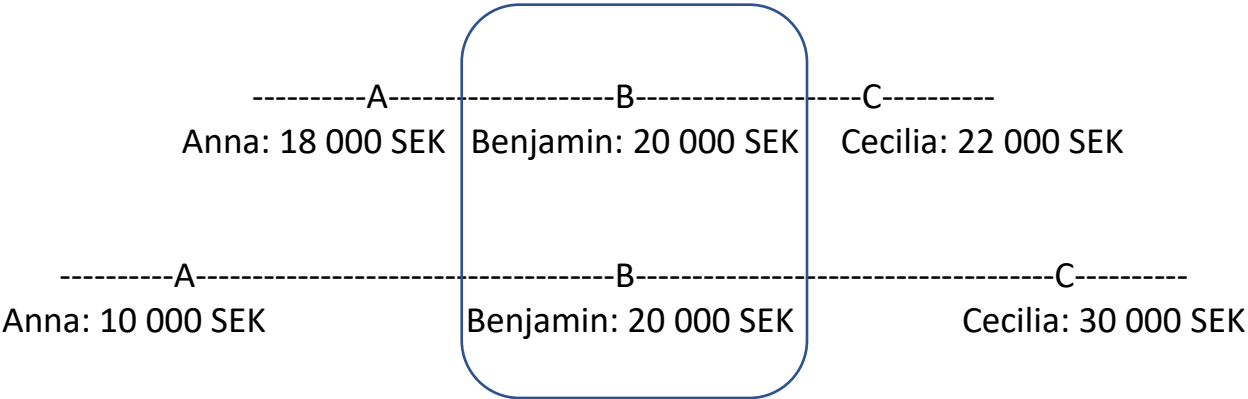 ----------A--------------------B--------------------C----------
Anna: 18 000 SEK Benjamin: 20 000 SEK Cecilia: 22 000 SEK
----------A-------------------------------------B-------------------------------------C----------
Anna: 10 000 SEK Benjamin: 20 000 SEK Cecilia: 30 000 SEK